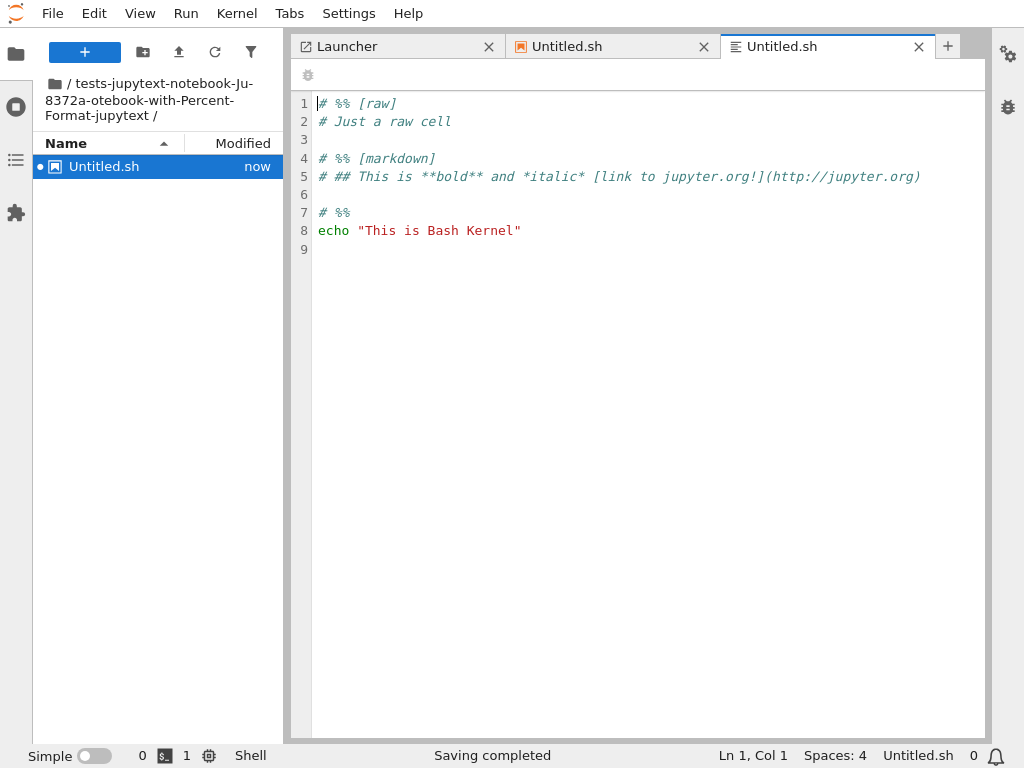 File Edit View Run Kernel Tabs Settings Help
/ tests-jupytext-notebook-Ju-
8372a-otebook-with-Percent-
Format-jupytext /
Name Modified
Untitled.sh now
Launcher Untitled.sh Untitled.sh
1 # %% [raw]
2 # Just a raw cell
3
4 # %% [markdown]
5 # ## This is **bold** and *italic* [link to jupyter.org!](http://jupyter.org)
6
7 # %%
8 echo "This is Bash Kernel"
9
Simple 0 $_ 1 Shell Saving completed Ln 1, Col 1 Spaces: 4 Untitled.sh 0